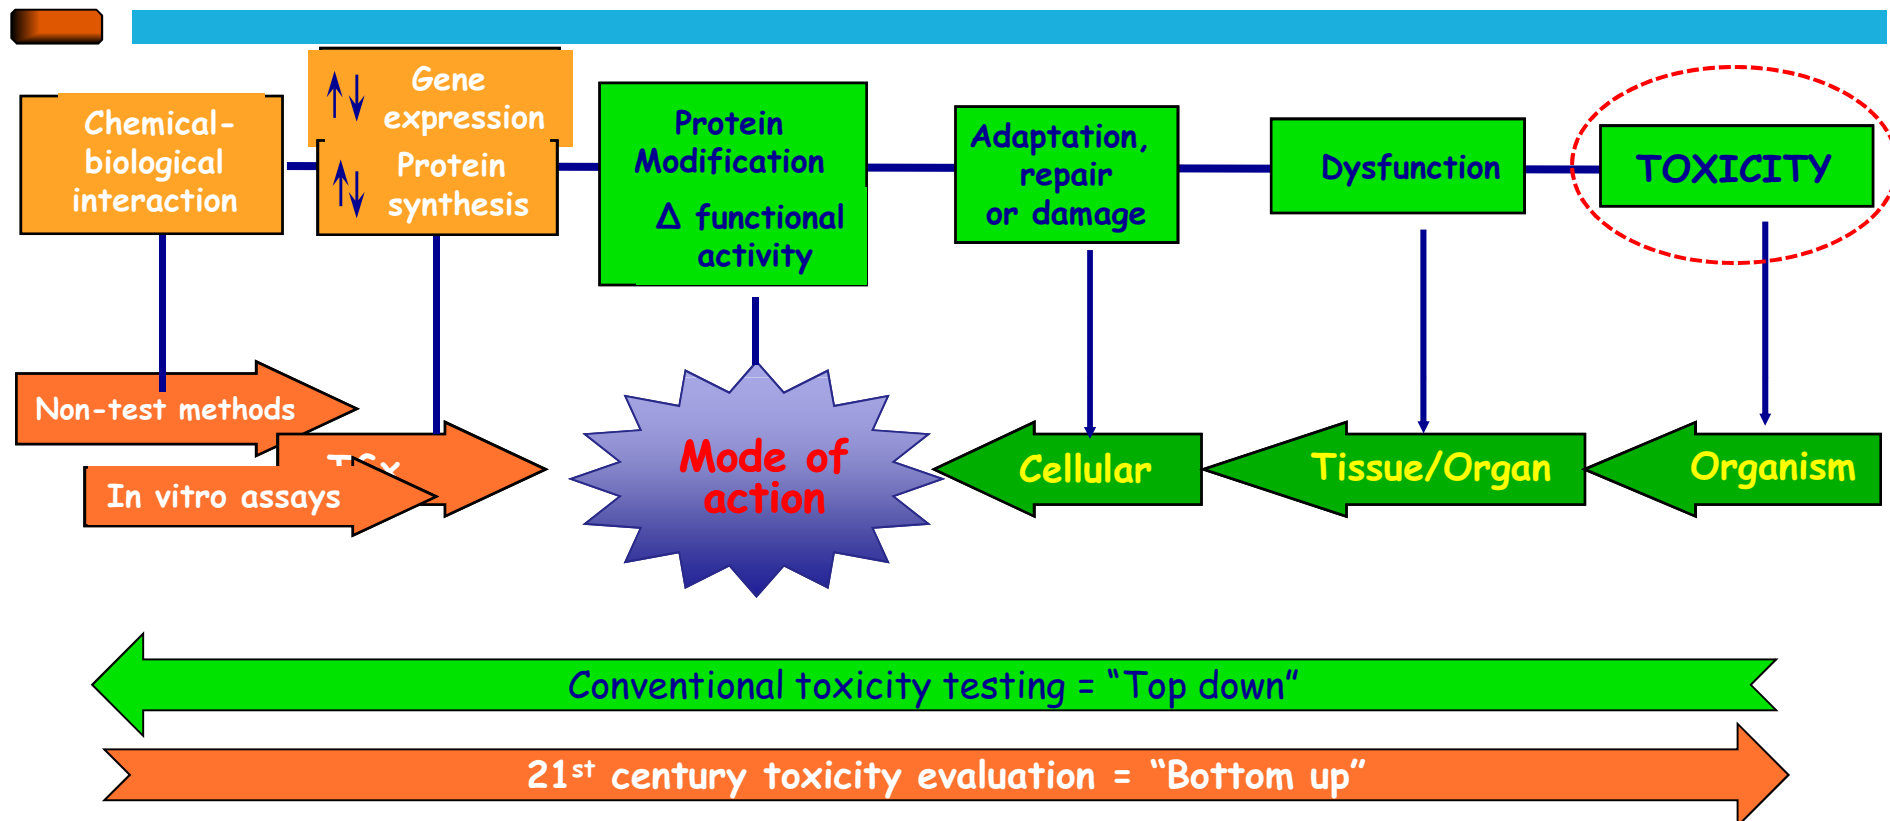 Gene
expression
Chemical-
biological
interaction
Protein
synthesis
Protein
Modification
Δ functional
activity
Adaptation,
repair
or damage
Dysfunction
TOXICITY
Non-test methods
In vitro assays
Mode of
action
Cellular
Tissue/Organ
Organism
Conventional toxicity testing = “Top down”
21st century toxicity evaluation = “Bottom up”